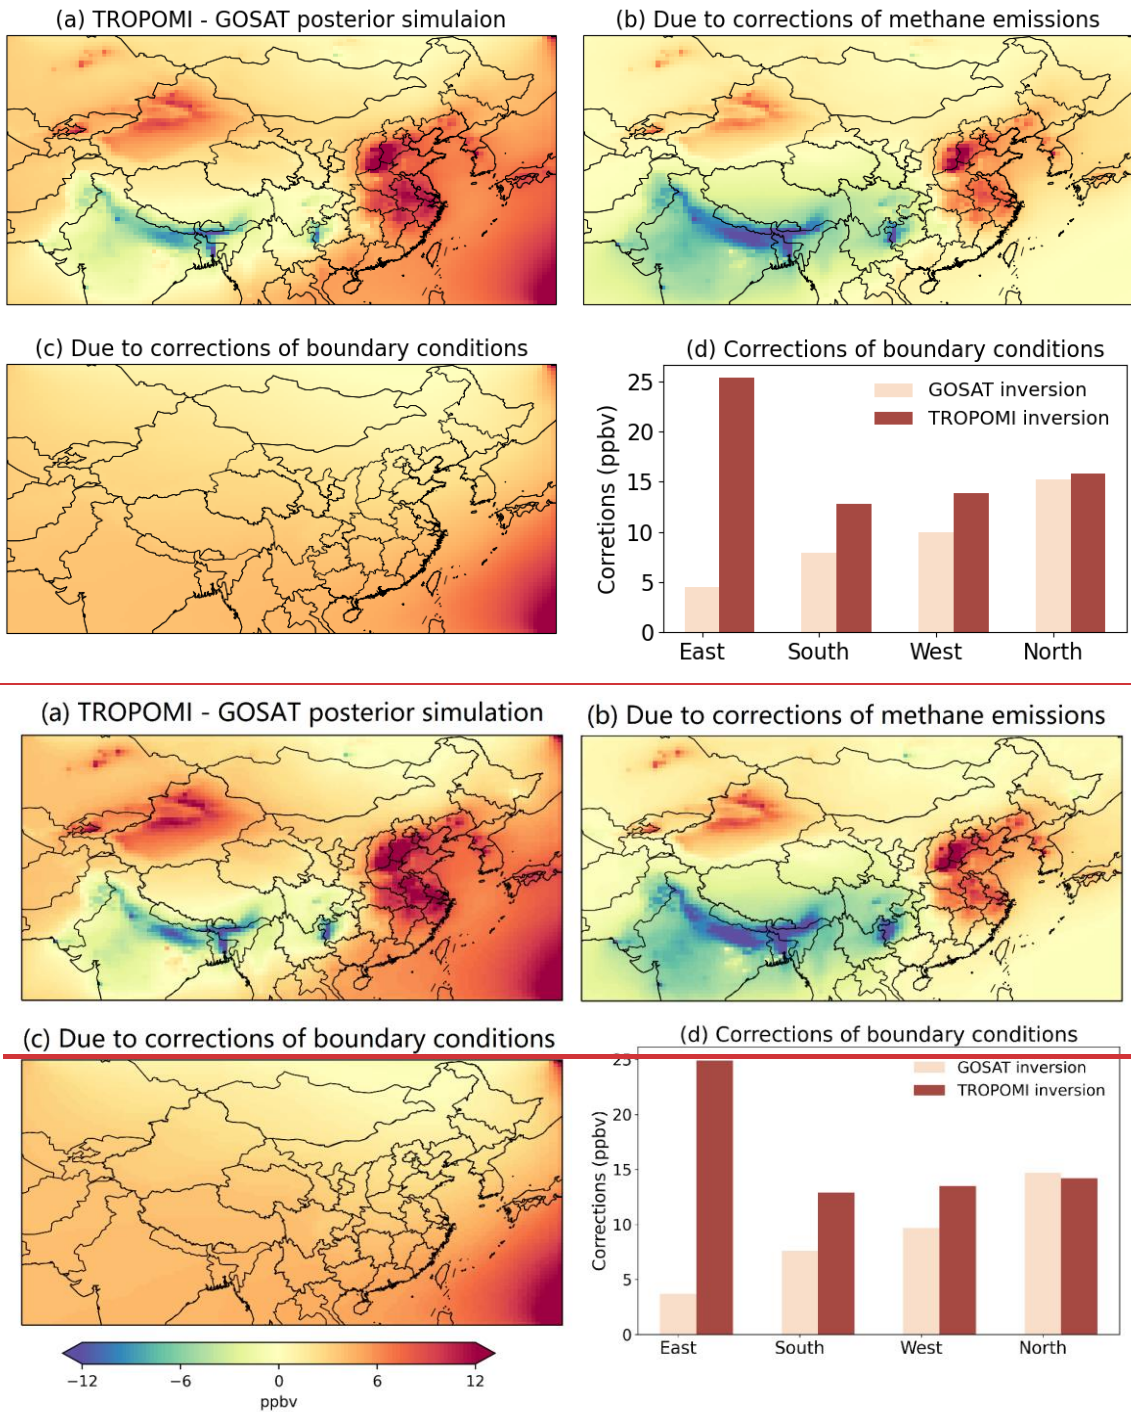 (a) TROPOMI - GOSAT posterior simulaion
(b) Due to corrections of methane emissions
(c) Due to corrections of boundary conditions
(d) Corrections of boundary conditions
Corretions (ppbv)
25
20
15
10
5
0
GOSAT inversion
TROPOMI inversion
East South West North
(a) TROPOMI - GOSAT posterior simulation
(b) Due to corrections of methane emissions
(c) Due to corrections of boundary conditions
−12 −6 0 6 12
ppbv
(d) Corrections of boundary conditions
Corrections (ppbv)
25
20
15
10
5
0
GOSAT inversion
TROPOMI inversion
East South West North